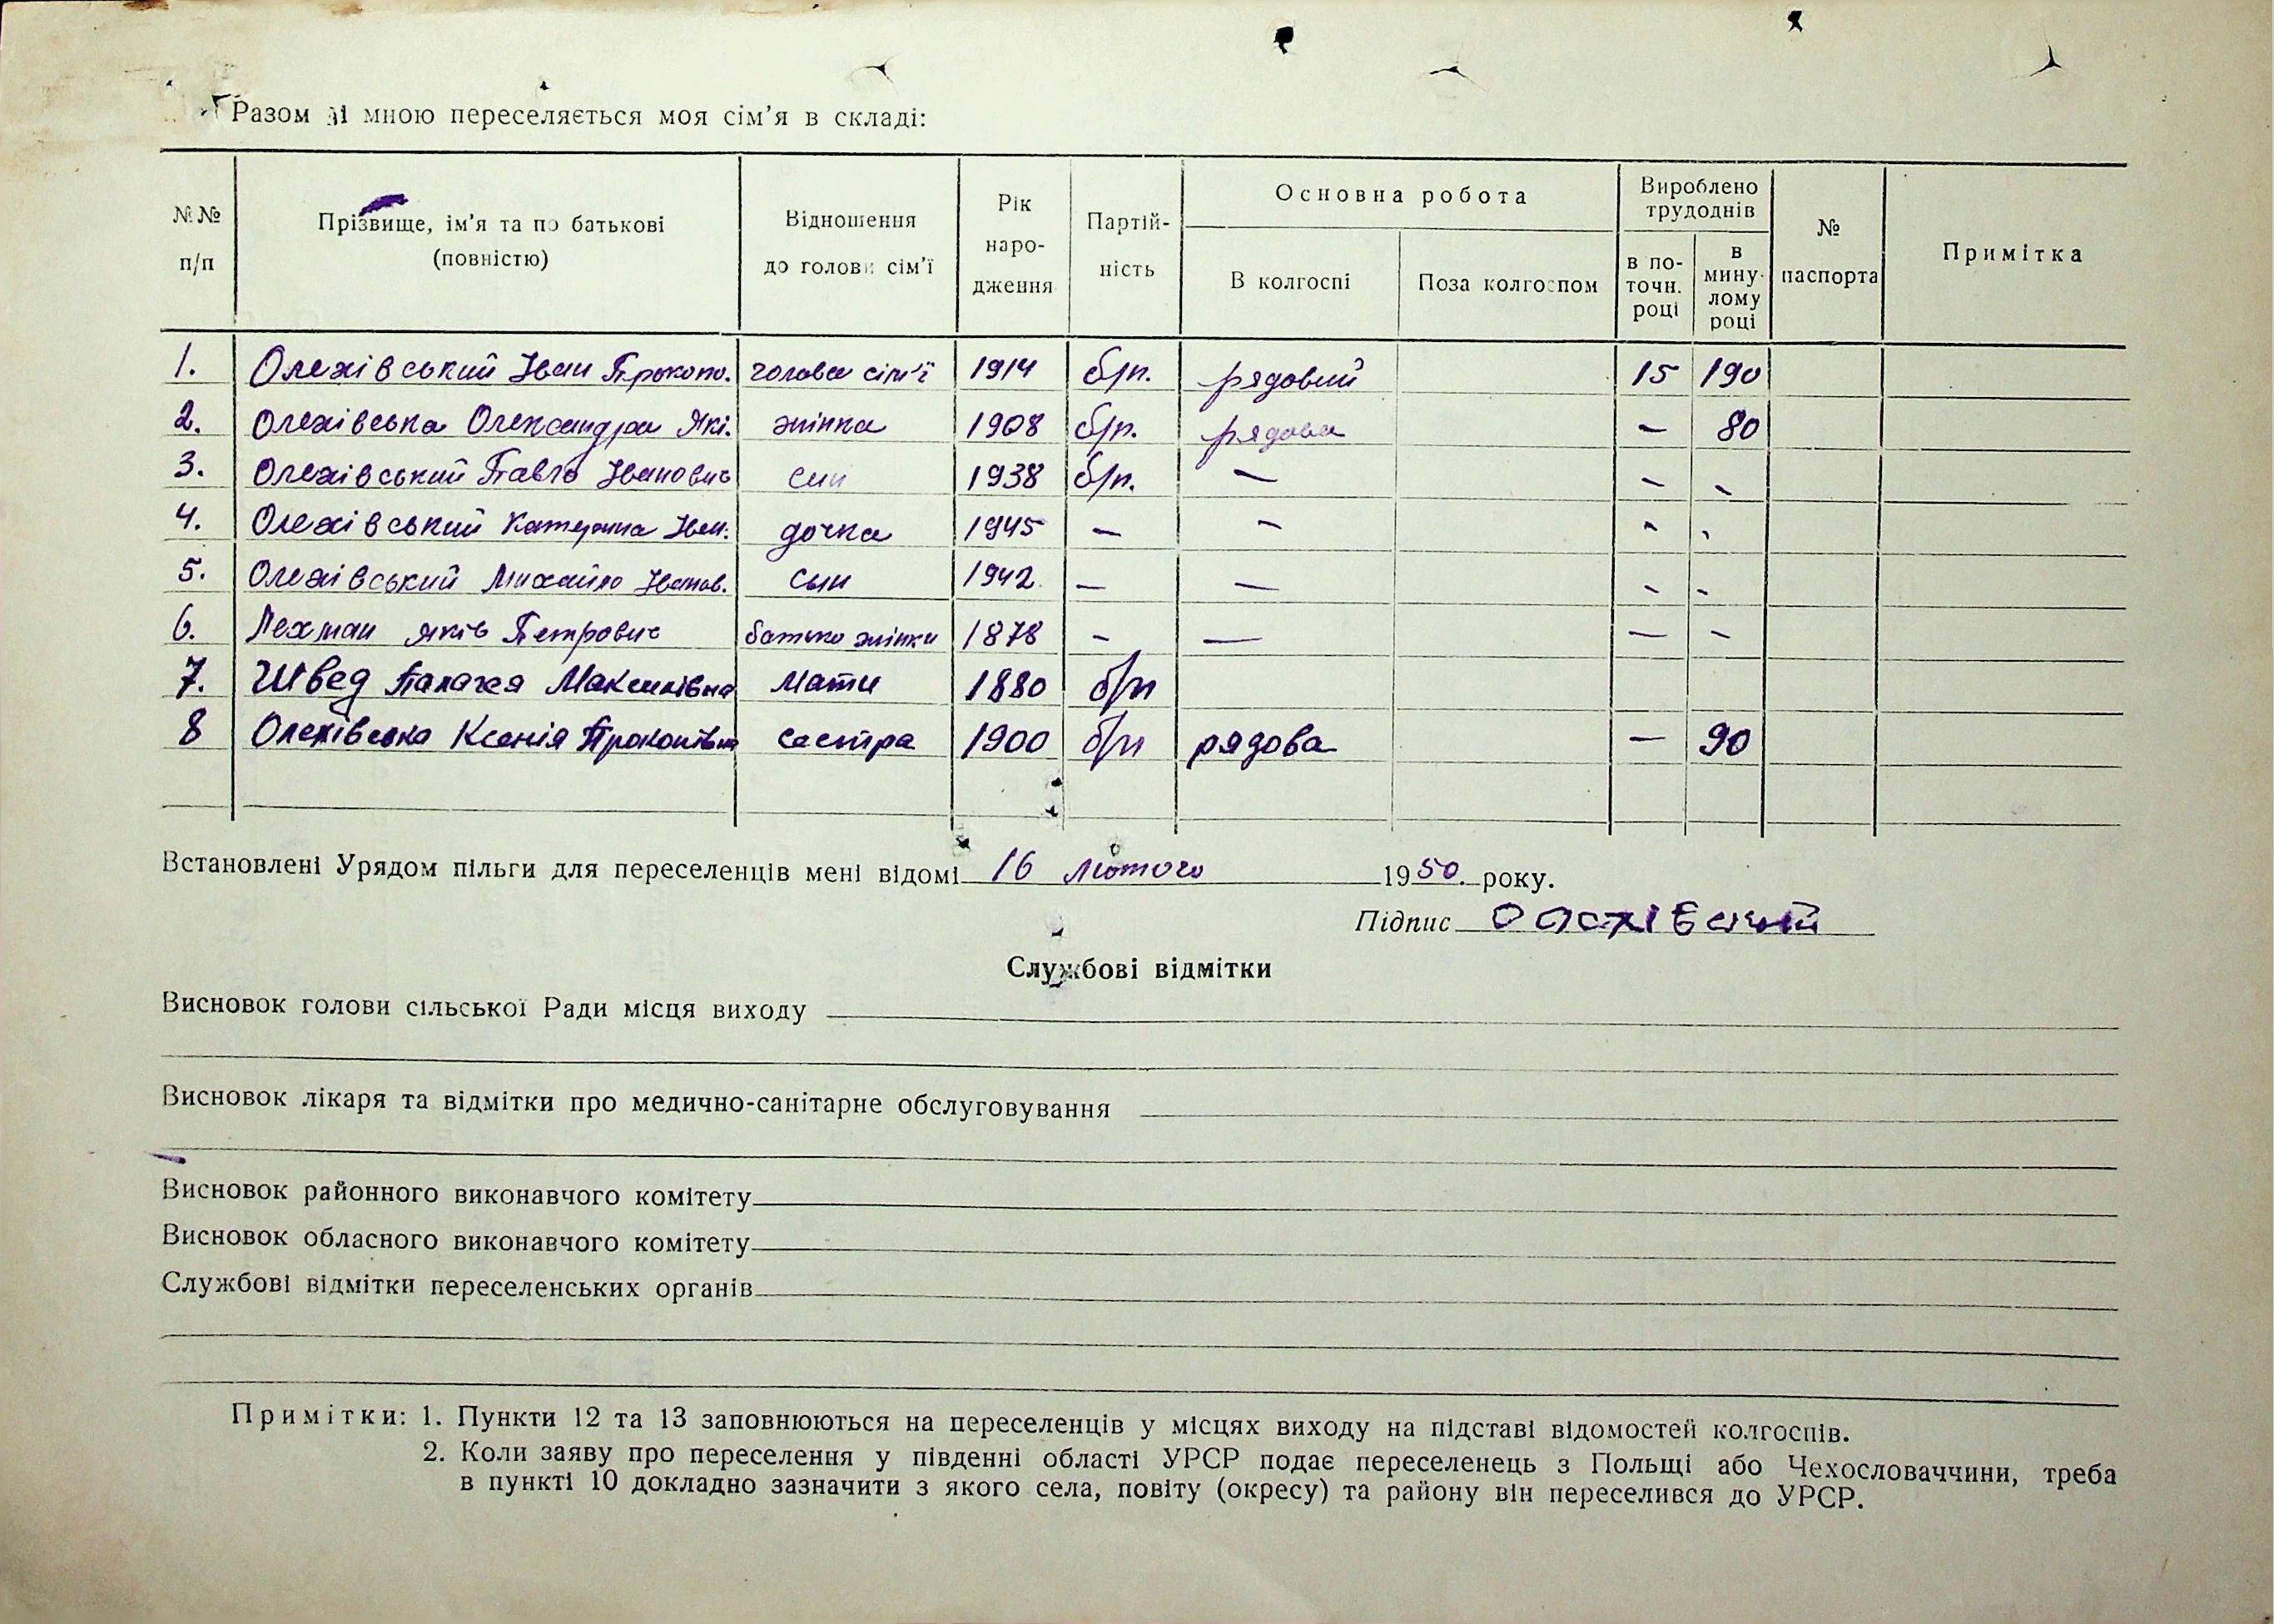 Разом зі мною переселяється моя сім'я в складі:
№№ п/п | Прізвище, ім'я та по батькові (повністю) | Відношення до голови сім'ї | Рік народження | Партійність | Основна робота | Вироблено трудоднів | № паспорта | Примітка
В колгоспі | Поза колгоспом | в поточн. році | в минулому році
1. Олехівський Іван Прокопо. голова сім'ї 1914 б/п. рядовий 15 190
2. Олехівська Олександра Які. жінка 1908 б/п. рядова — 80
3. Олехівський Павло Іванович син 1938 б/п. — - -
4. Олехівський Катерина Іван. дочка 1945 — - - -
5. Олехівський Михайло Іванов. сын 1942. — — - -
6. Лехман Яків Петрович батько жінки 1878 - — — -
7. Швед Палагея Максимівна мати 1880 б/п
8 Олехівська Ксенія Прокопівна сестра 1900 б/п рядова — 90
Встановлені Урядом пільги для переселенців мені відомі 16 лютого 1950. року.
Підпис Олехівський
Службові відмітки
Висновок голови сільської Ради місця виходу
Висновок лікаря та відмітки про медично-санітарне обслуговування
Висновок районного виконавчого комітету
Висновок обласного виконавчого комітету
Службові відмітки переселенських органів
Примітки: 1. Пункти 12 та 13 заповнюються на переселенців у місцях виходу на підставі відомостей колгоспів.
2. Коли заяву про переселення у південні області УРСР подає переселенець з Польщі або Чехословаччини, треба
в пункті 10 докладно зазначити з якого села, повіту (окресу) та району він переселився до УРСР.